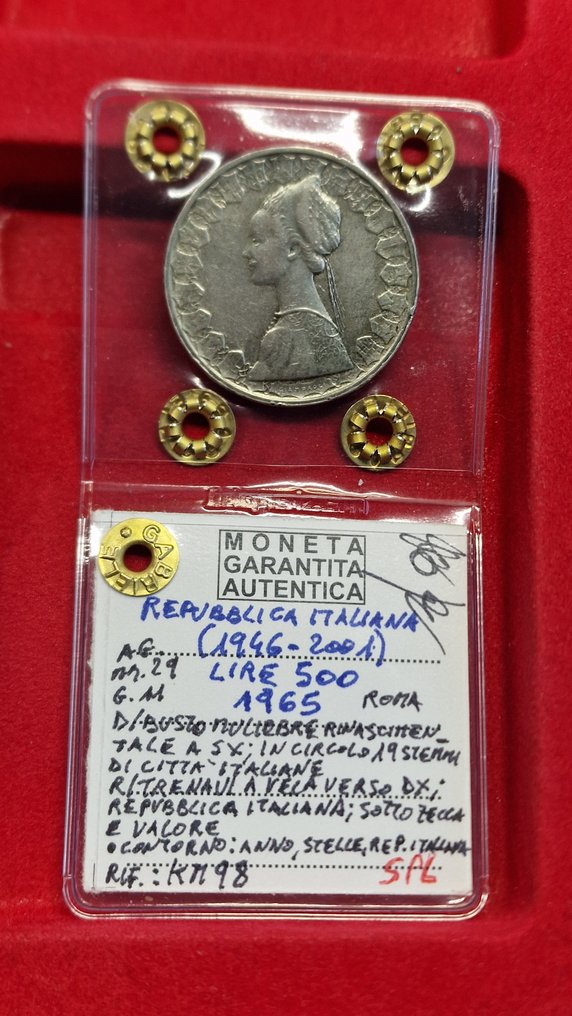 GABRIELE
MONETA
GARANTITA
AUTENTICA
REPUBBLICA ITALIANA
(1946-2001)
AG.
LIRE 500
M.29
1965
ROMA
G. 11
D/BUSTO MULIEBRE RINASCIMEN-
TALE A SX; IN CIRCOLO 19 STEMMI
DI CITTÀ ITALIANE
R/TRE NAVI A VELA VERSO DX;
REPUBBLICA ITALIANA; SOTTO ZECCA
E VALORE
• CONTORNO: ANNO, STELLE, REP. ITALIANA
RIF.: KM98
SPL